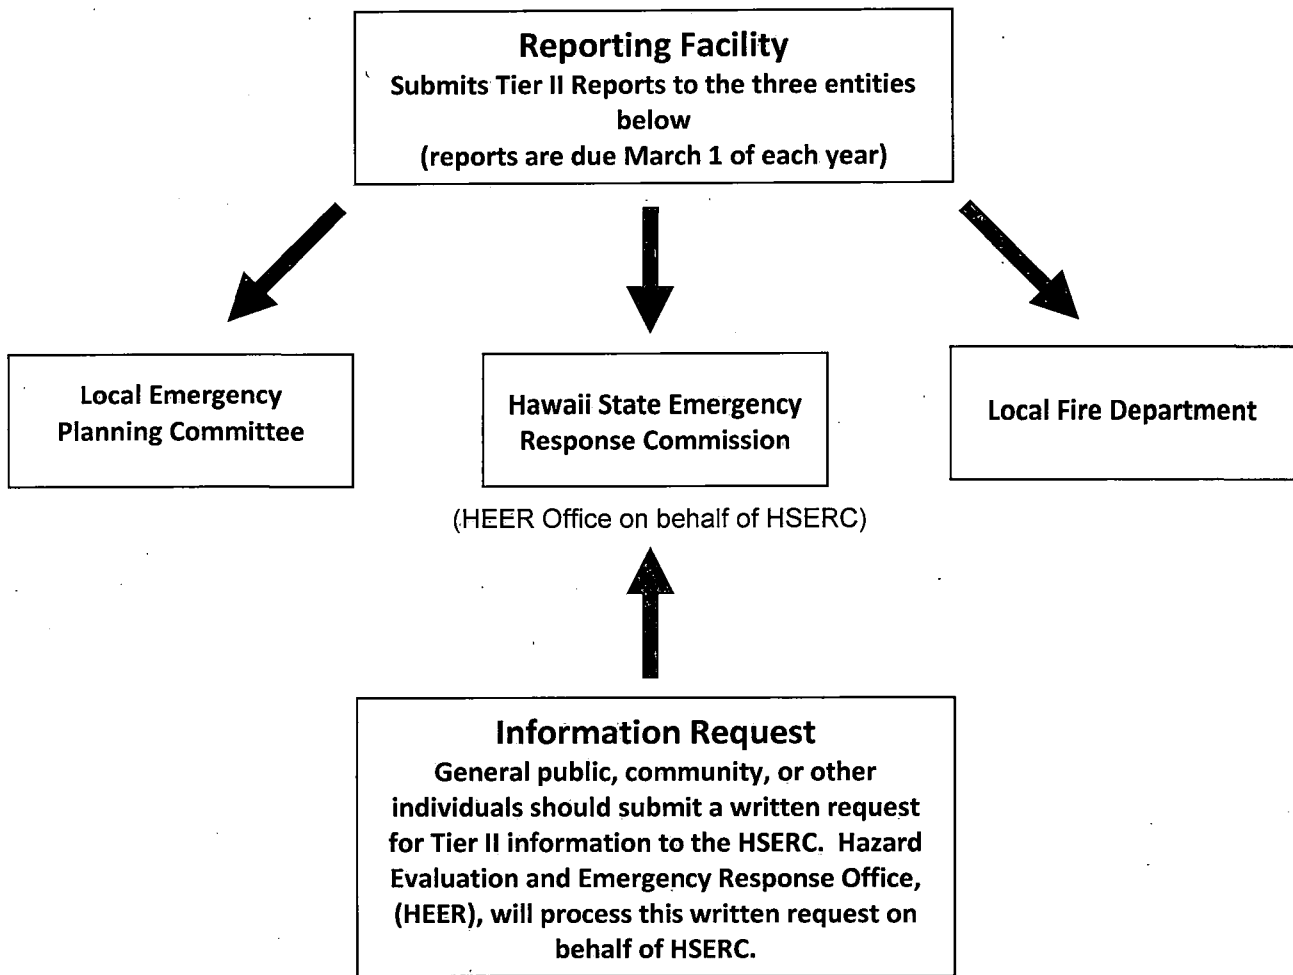 Reporting Facility
Submits Tier II Reports to the three entities
below
(reports are due March 1 of each year)
Local Emergency
Planning Committee
Hawaii State Emergency
Response Commission
Local Fire Department
(HEER Office on behalf of HSERC)
Information Request
General public, community, or other
individuals should submit a written request
for Tier II information to the HSERC.  Hazard
Evaluation and Emergency Response Office,
(HEER), will process this written request on
behalf of HSERC.